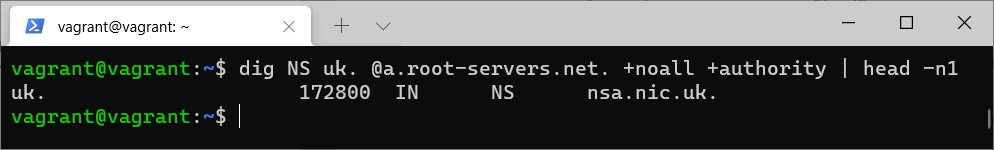 vagrant@vagrant: ~
vagrant@vagrant:~$ dig NS uk. @a.root-servers.net. +noall +authority | head -n1
uk.                     172800  IN      NS      nsa.nic.uk.
vagrant@vagrant:~$